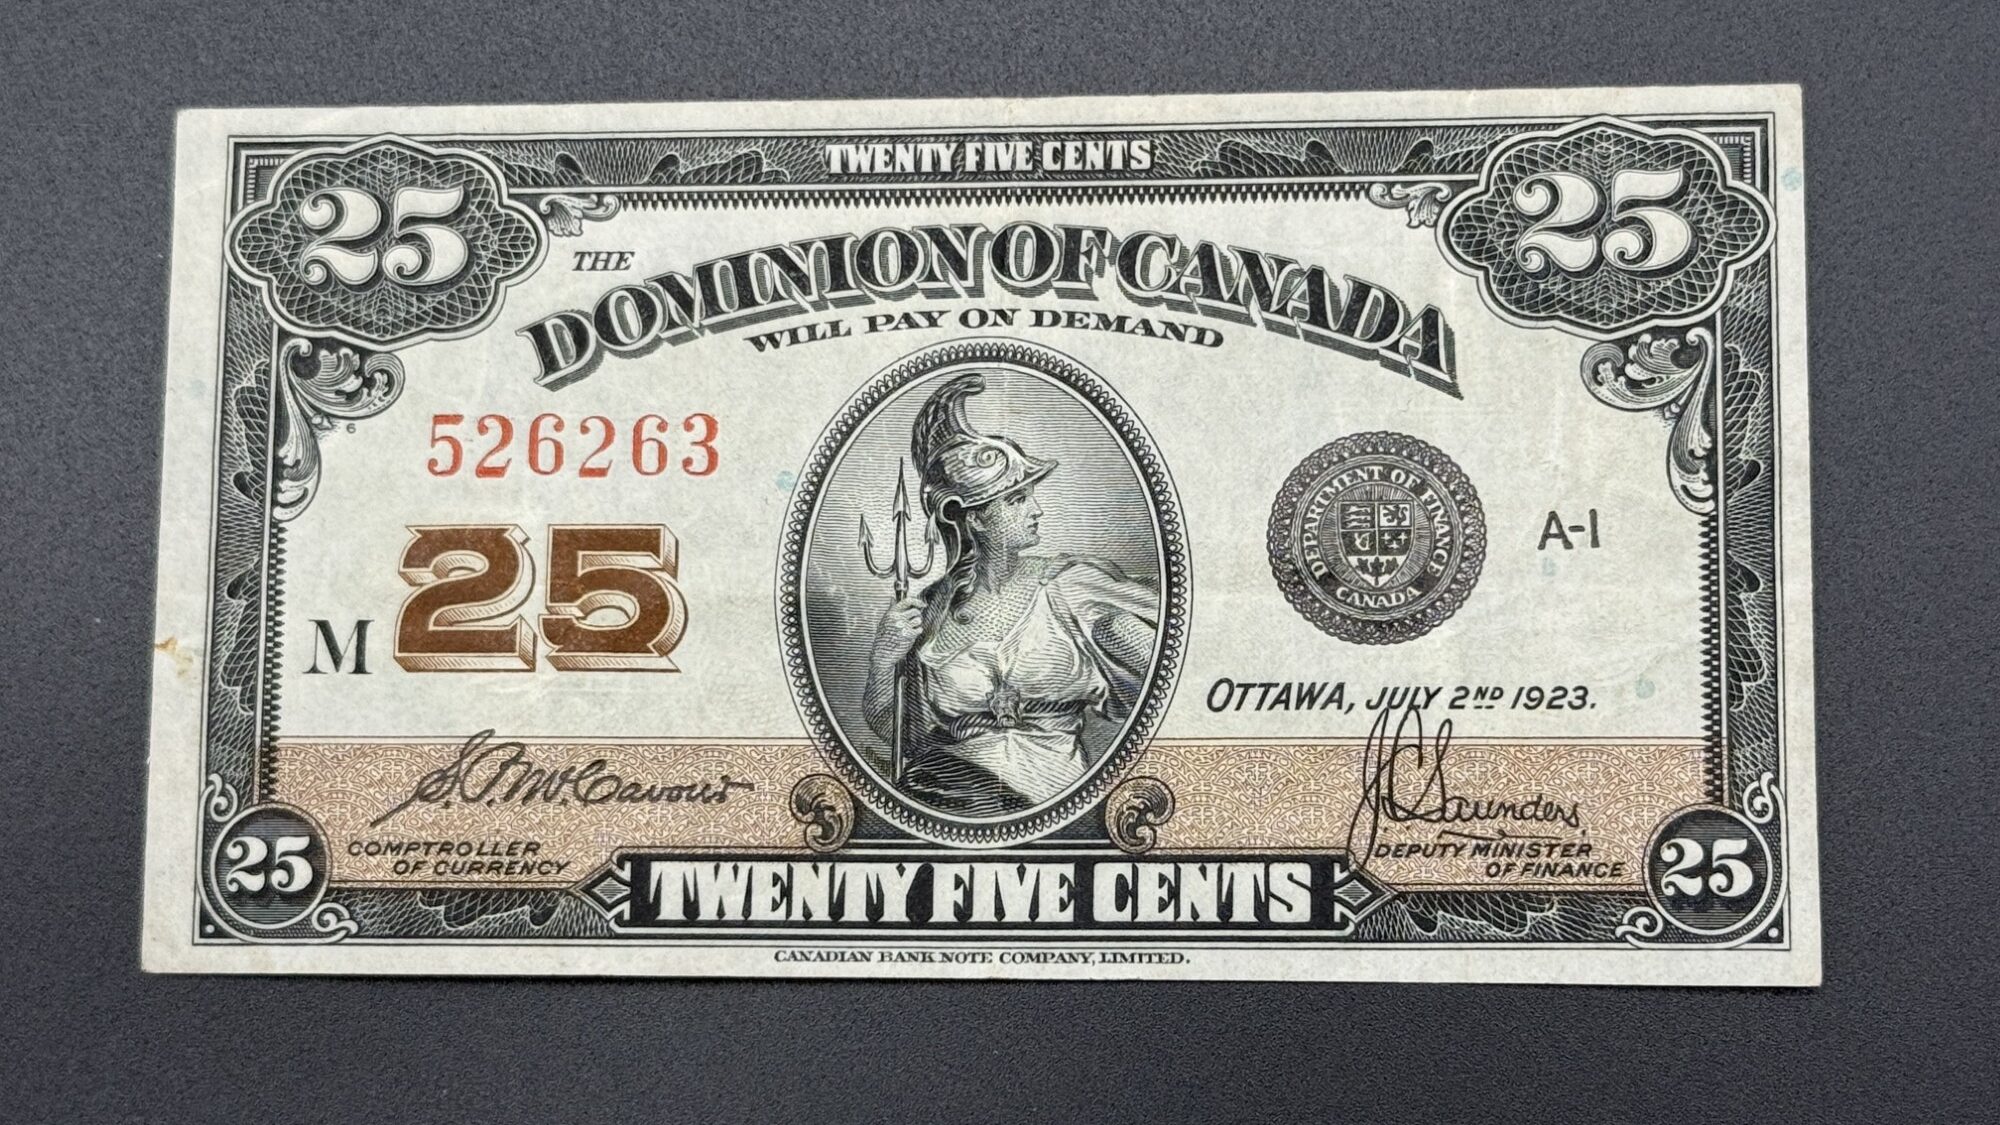 TWENTY FIVE CENTS
25 25
THE
DOMINION OF CANADA
WILL PAY ON DEMAND
526263
6
DEPARTMENT OF FINANCE
CANADA
A-1
25
M
OTTAWA, JULY 2ND 1923.
J.C. Saunders
COMPTROLLER
OF CURRENCY
DEPUTY MINISTER
OF FINANCE
25 TWENTY FIVE CENTS 25
CANADIAN BANK NOTE COMPANY, LIMITED.